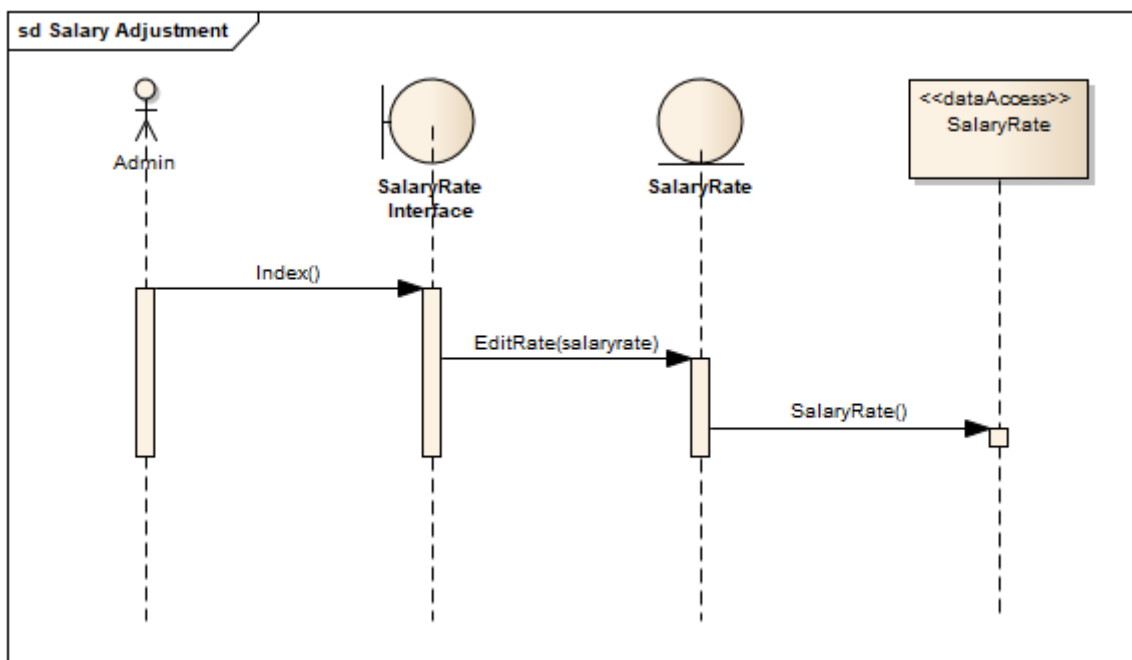 sd Salary Adjustment
Admin
SalaryRate
Interface
SalaryRate
<<dataAccess>>
SalaryRate
Index()
EditRate(salaryrate)
SalaryRate()